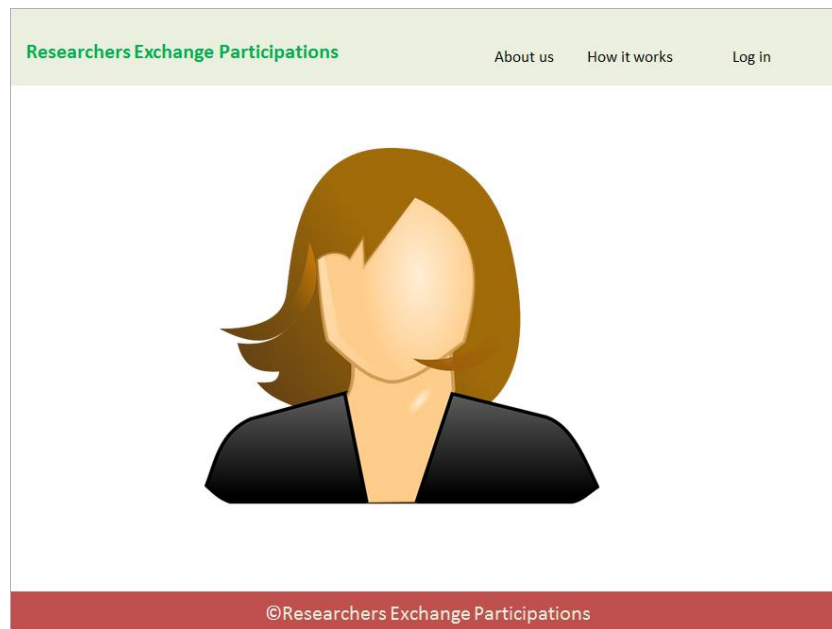 Researchers Exchange Participations
About us How it works Log in
©Researchers Exchange Participations